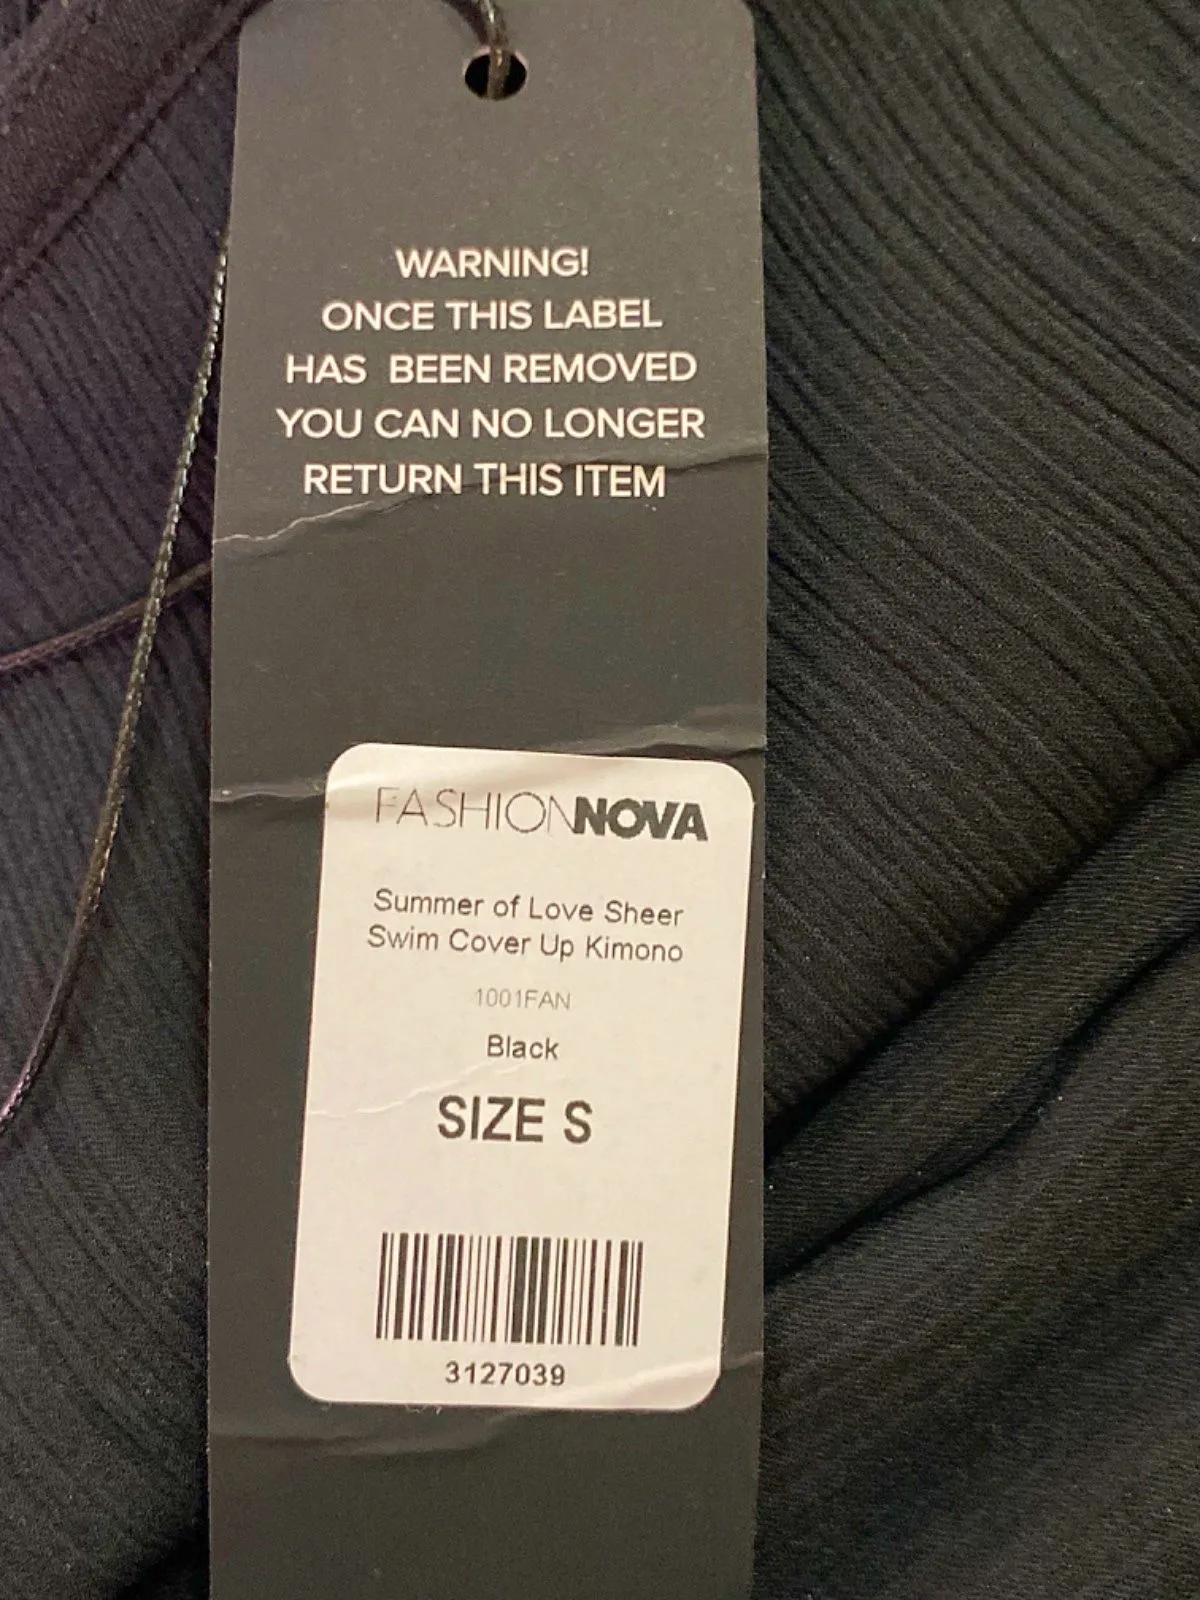 WARNING!
ONCE THIS LABEL
HAS BEEN REMOVED
YOU CAN NO LONGER
RETURN THIS ITEM
FASHIONNOVA
Summer of Love Sheer
Swim Cover Up Kimono
1001FAN
Black
SIZE S
3127039